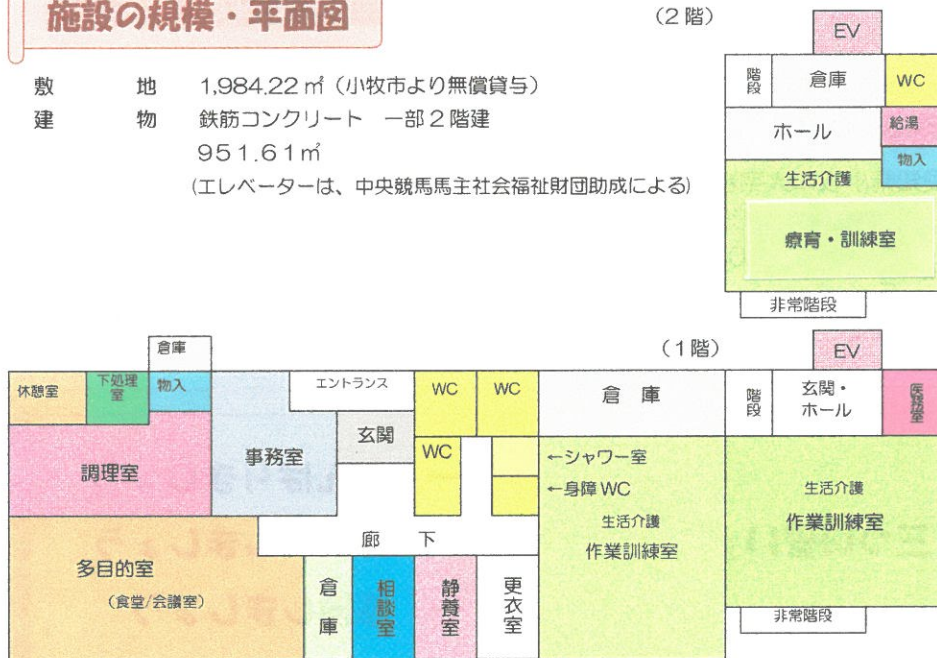 施設の規模・平面図
敷　　地　1,984.22㎡（小牧市より無償貸与）
建　　物　鉄筋コンクリート　一部２階建
９５１.６１㎡
(エレベーターは、中央競馬馬主社会福祉財団助成による)
(２階)
EV
階段
倉庫
WC
ホール
給湯
物入
生活介護
療育・訓練室
非常階段
(１階)
EV
倉庫
休憩室
下処理室
物入
エントランス
WC
WC
倉 庫
階段
玄関・
ホール
医務室
調理室
事務室
玄関
WC
←シャワー室
←身障WC
生活介護
作業訓練室
生活介護
作業訓練室
廊　下
多目的室
(食堂/会議室)
倉庫
相談室
静養室
更衣室
非常階段